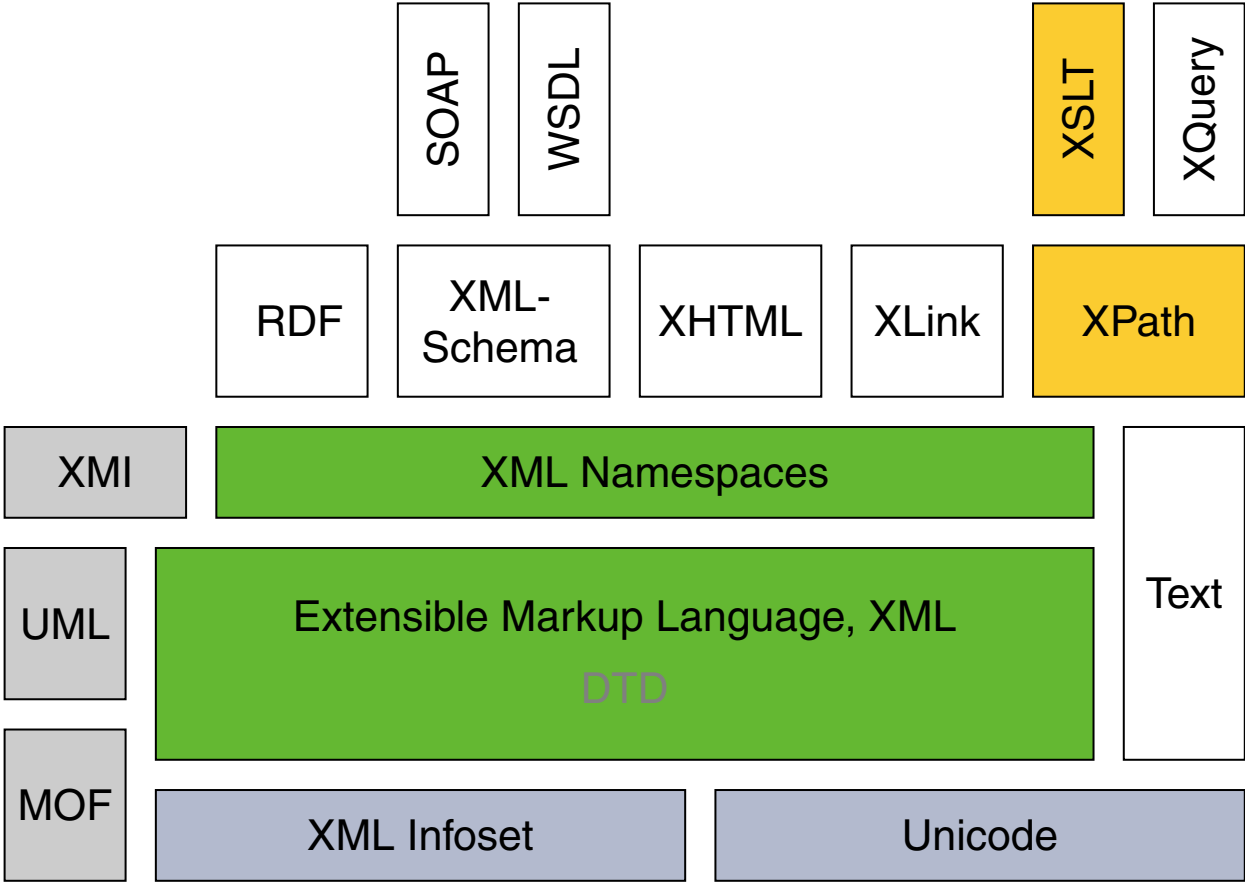 SOAP
WSDL
XSLT
XQuery
RDF
XML-
Schema
XHTML
XLink
XPath
XMI
XML Namespaces
Text
UML
Extensible Markup Language, XML
DTD
MOF
XML Infoset
Unicode